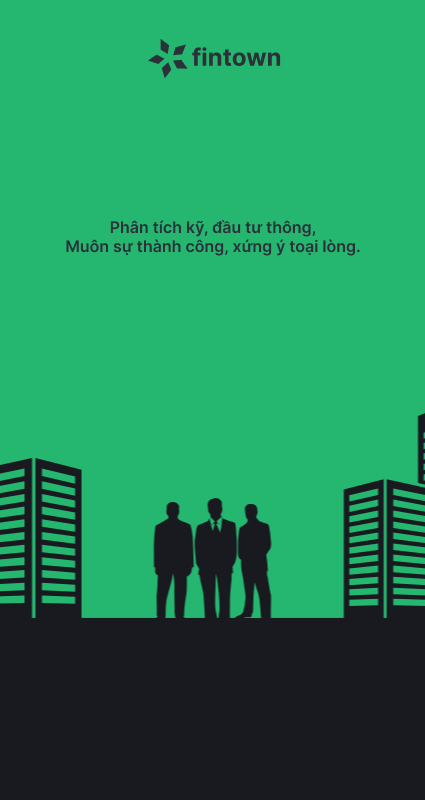 fintown
Phân tích kỹ, đầu tư thông,
Muôn sự thành công, xứng ý toại lòng.